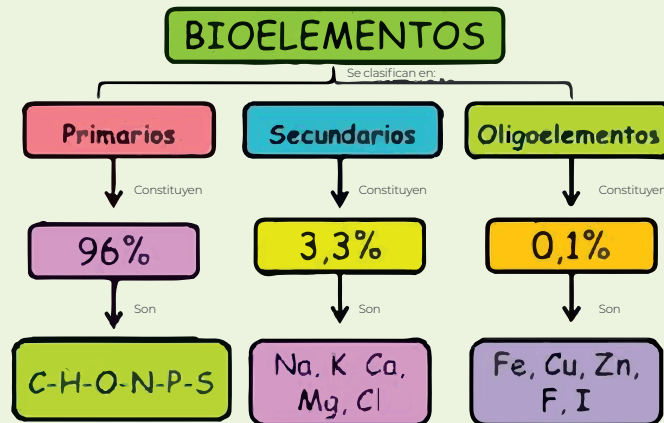 BIOELEMENTOS
Se clasifican en:
Primarios
Secundarios
Oligoelementos
Constituyen
Constituyen
Constituyen
96%
3,3%
0,1%
Son
Son
Son
C-H-O-N-P-S
Na, K Ca,
Mg, Cl
Fe, Cu, Zn,
F, I